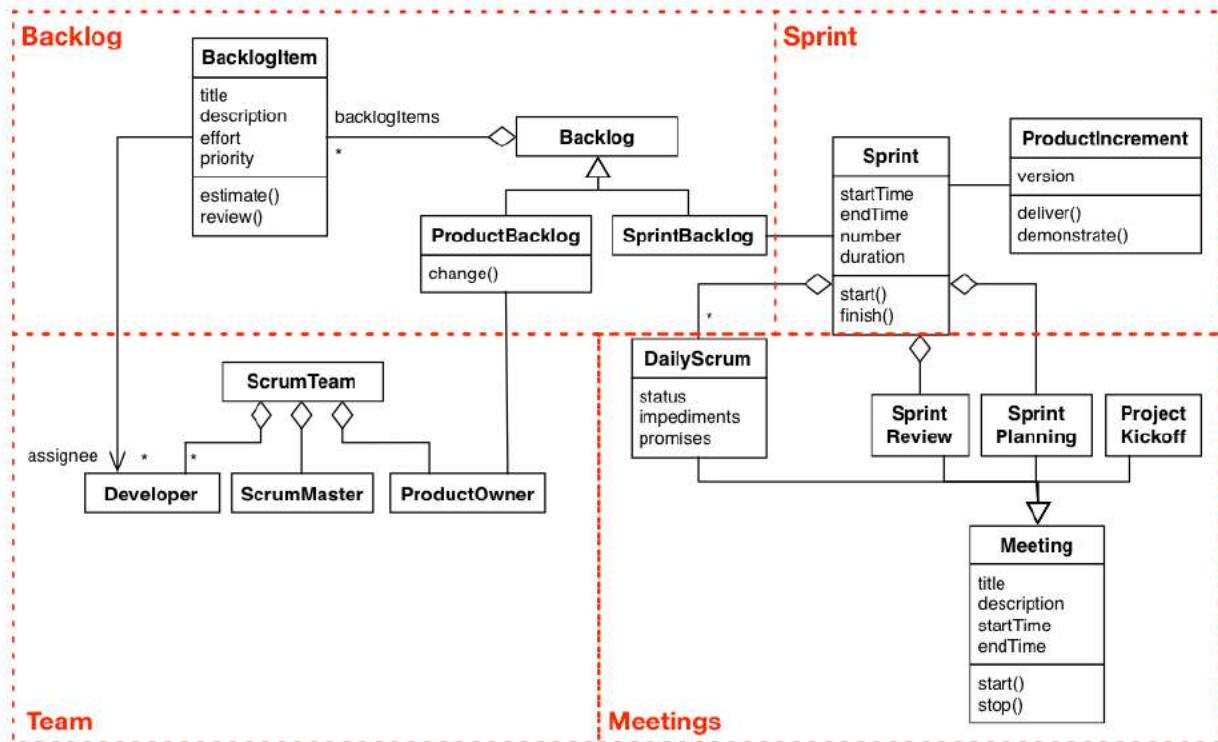 Backlog
BacklogItem
title
description
effort
priority
estimate()
review()
backlogItems
*
Backlog
ProductBacklog
change()
SprintBacklog
Sprint
Sprint
startTime
endTime
number
duration
start()
finish()
ProductIncrement
version
deliver()
demonstrate()
ScrumTeam
assignee
*
*
Developer
ScrumMaster
ProductOwner
Team
*
DailyScrum
status
impediments
promises
Sprint
Review
Sprint
Planning
Project
Kickoff
Meeting
title
description
startTime
endTime
start()
stop()
Meetings